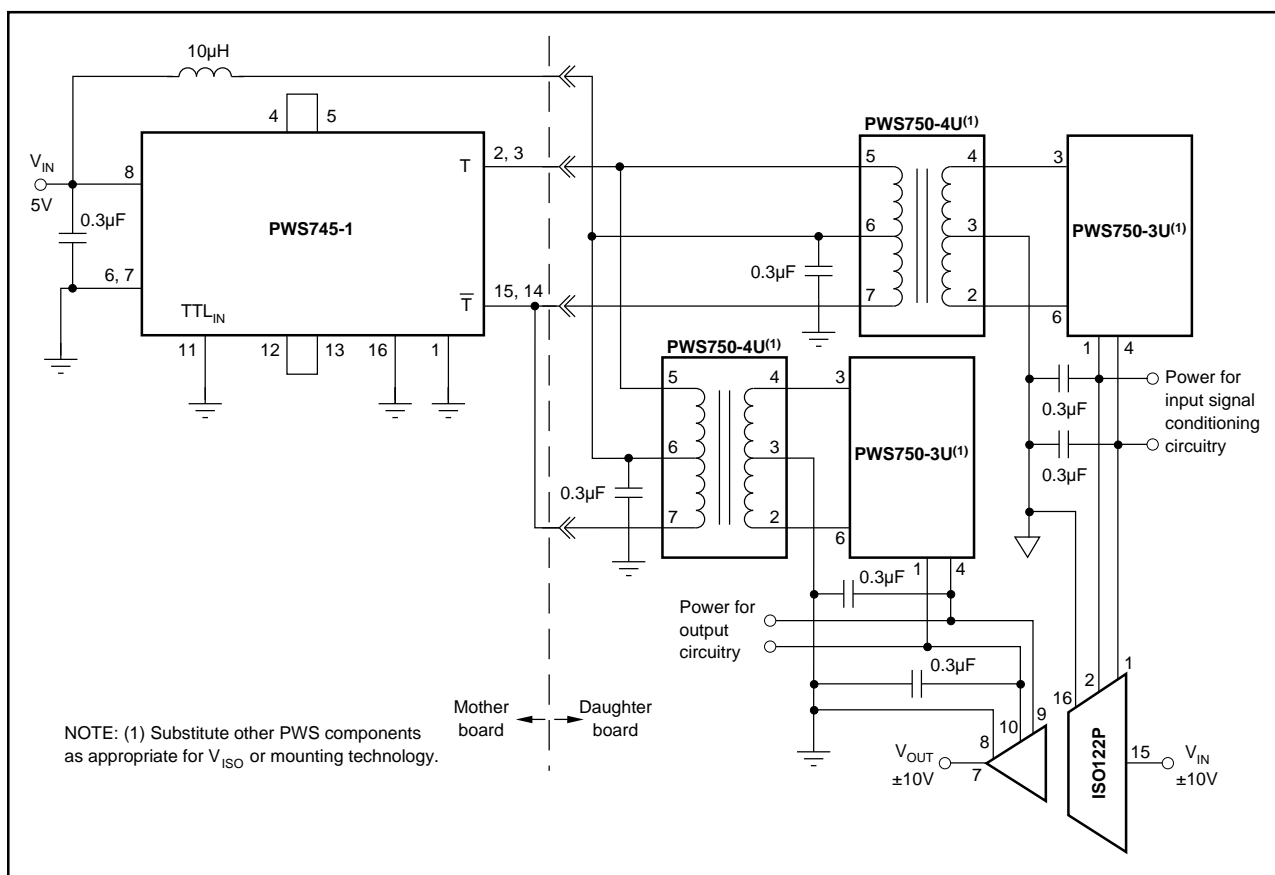 10µH
4
5
PWS750-4U(1)
PWS750-3U(1)
VIN
8
T
2, 3
5
4
3
5V
0.3µF
PWS745-1
6
3
0.3µF
6, 7
TTLIN
T̅
15, 14
7
2
6
11
12
13
16
1
PWS750-4U(1)
1
4
5
4
3
Power for
input signal
conditioning
circuitry
0.3µF
6
3
PWS750-3U(1)
0.3µF
0.3µF
7
2
6
1
4
0.3µF
Power for
output
circuitry
0.3µF
16
2
1
Mother
board
Daughter
board
8
10
9
NOTE: (1) Substitute other PWS components
as appropriate for VISO or mounting technology.
VOUT
7
±10V
ISO122P
15
VIN
±10V